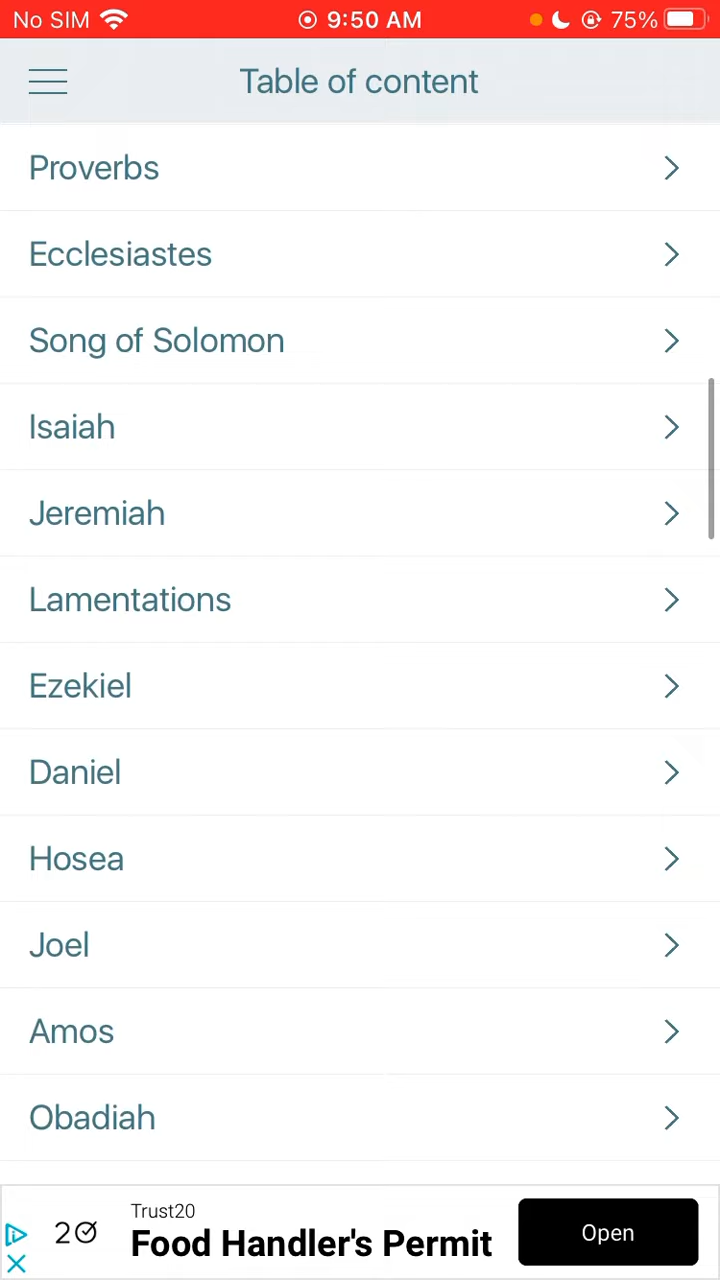 No SIM 9:50 AM 75%
Table of content
Proverbs
Ecclesiastes
Song of Solomon
Isaiah
Jeremiah
Lamentations
Ezekiel
Daniel
Hosea
Joel
Amos
Obadiah
Trust20
Food Handler's Permit
Open